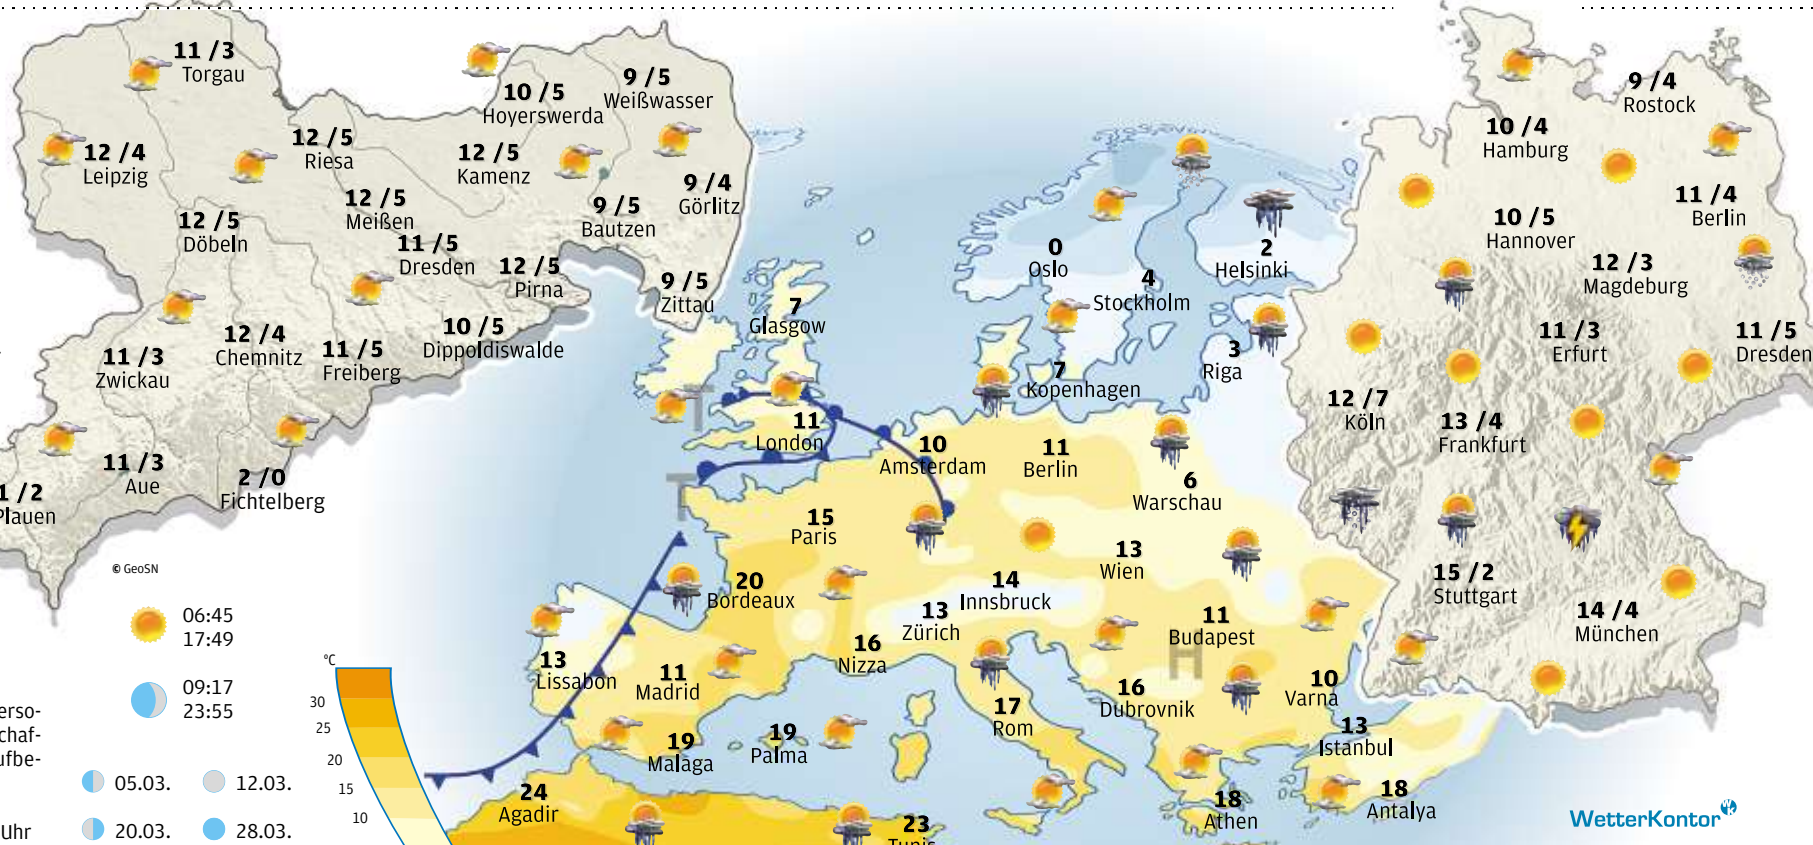 11 /3
Torgau
12 /4
Leipzig
12 /5
Riesa
12 /5
Döbeln
12 /5
Meißen
10 /5
Hoyerswerda
9 /5
Weißwasser
12 /5
Kamenz
9 /5
Bautzen
9 /4
Görlitz
11 /5
Dresden
12 /5
Pirna
9 /5
Zittau
10 /5
Dippoldiswalde
12 /4
Chemnitz
11 /5
Freiberg
11 /3
Zwickau
11 /3
Aue
2 /0
Fichtelberg
1 /2
Plauen
© GeoSN
06:45
17:49
09:17
23:55
erso-
chaf-
ufbe-
05.03.
12.03.
20.03.
28.03.
Uhr
°C
30
25
20
15
10
0
Oslo
4
Stockholm
2
Helsinki
3
Riga
7
Glasgow
7
Kopenhagen
T
T
11
London
10
Amsterdam
11
Berlin
6
Warschau
15
Paris
13
Wien
20
Bordeaux
14
Innsbruck
13
Zürich
11
Budapest
H
16
Nizza
13
Lissabon
11
Madrid
10
Varna
16
Dubrovnik
17
Rom
13
Istanbul
19
Malaga
19
Palma
24
Agadir
23
Tunis
18
Athen
18
Antalya
9 /4
Rostock
10 /4
Hamburg
11 /4
Berlin
10 /5
Hannover
12 /3
Magdeburg
11 /3
Erfurt
11 /5
Dresden
12 /7
Köln
13 /4
Frankfurt
15 /2
Stuttgart
14 /4
München
WetterKontor